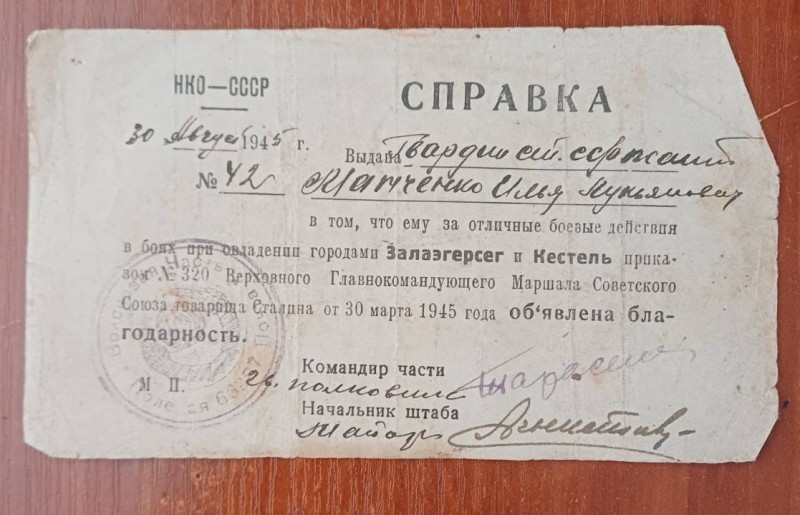 НКО—СССР
СПРАВКА
30 Август 1945 г.
Выдана Гвардии ст. сержант
№ 42 Илья Лукьянович
в том, что ему за отличные боевые действия
в боях при овладении городами Залаэгерсег и Кестель прика-
зом № 320 Верховного Главнокомандующего Маршала Советского
Союза товарища Сталина от 30 марта 1945 года об'явлена бла-
годарность.
Командир части
М П. Гв. полковник
Начальник штаба
Майор